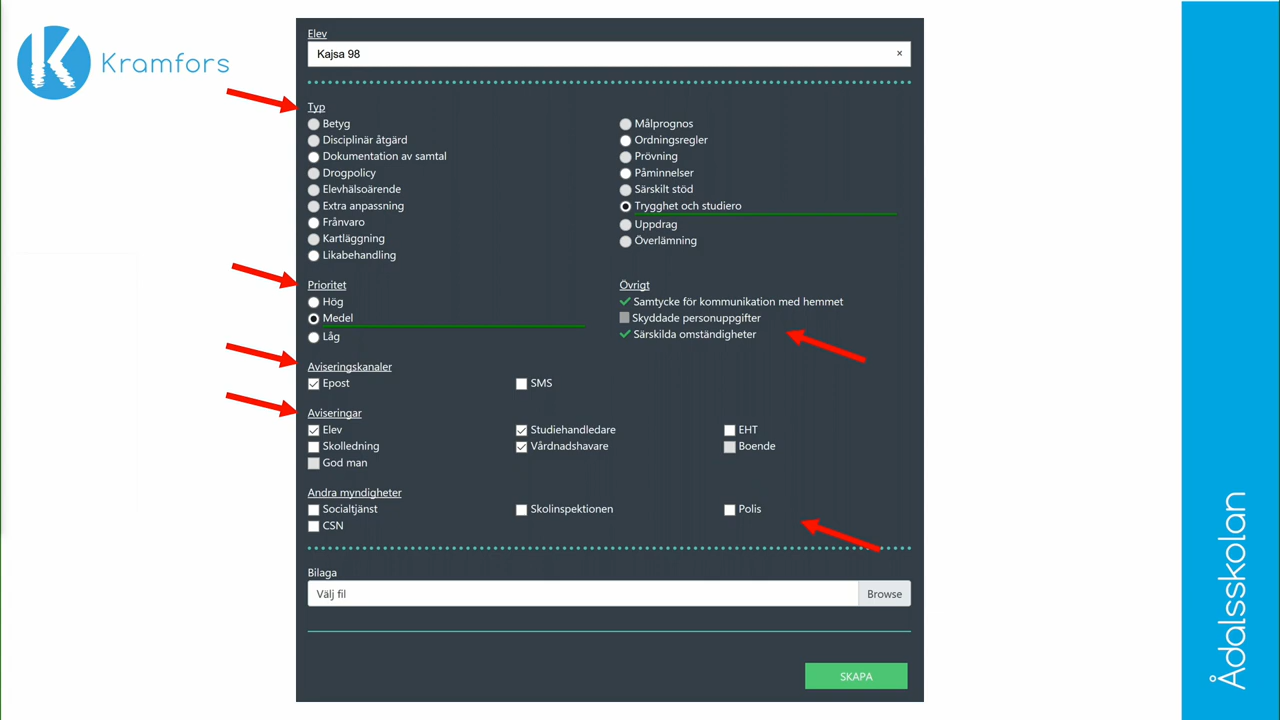 Kramfors
Elev
Kajsa 98 ×
Typ
Betyg
Disciplinär åtgärd
Dokumentation av samtal
Drogpolicy
Elevhälsoärende
Extra anpassning
Frånvaro
Kartläggning
Likabehandling
Målprognos
Ordningsregler
Prövning
Påminnelser
Särskilt stöd
Trygghet och studiero
Uppdrag
Överlämning
Prioritet
Hög
Medel
Låg
Övrigt
Samtycke för kommunikation med hemmet
Skyddade personuppgifter
Särskilda omständigheter
Aviseringskanaler
Epost SMS
Aviseringar
Elev Studiehandledare EHT
Skolledning Vårdnadshavare Boende
God man
Andra myndigheter
Socialtjänst Skolinspektionen Polis
CSN
Bilaga
Välj fil Browse
SKAPA
Ådalsskolan